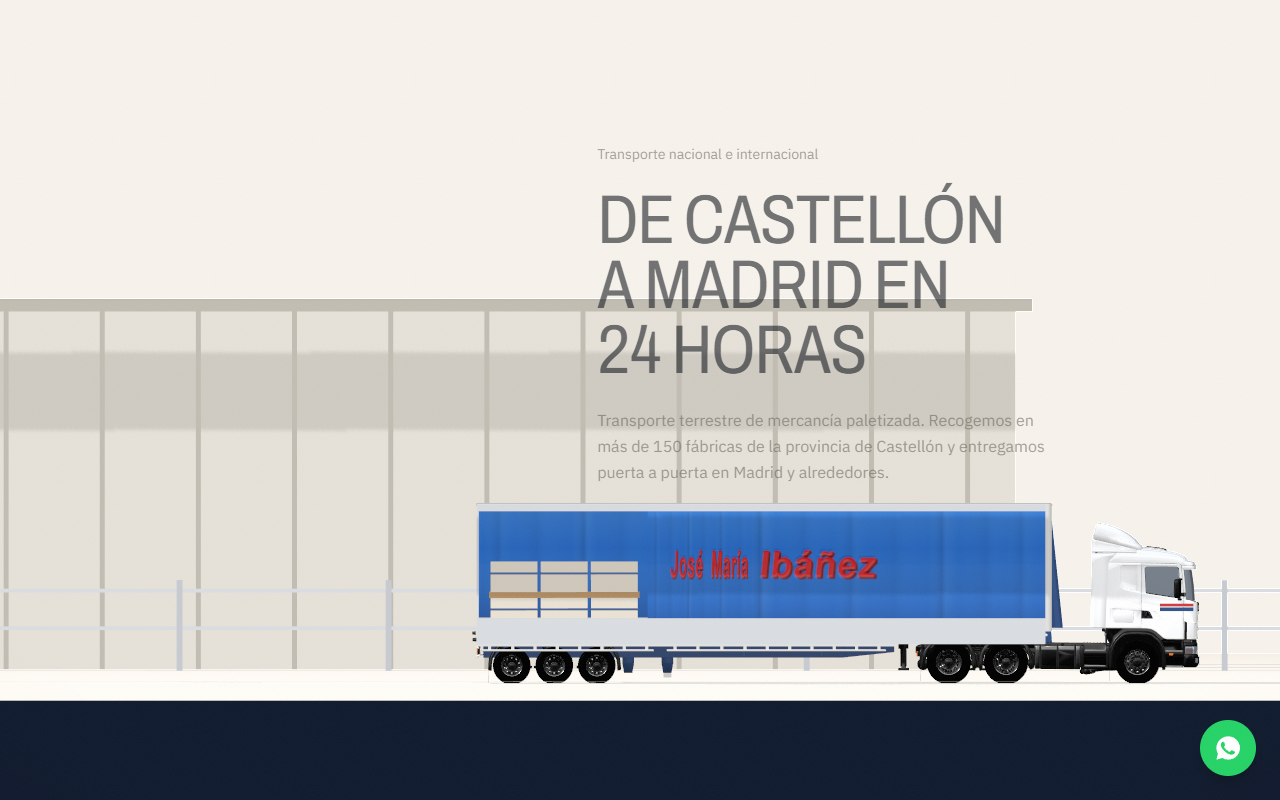 Transporte nacional e internacional
DE CASTELLÓN
A MADRID EN
24 HORAS
Transporte terrestre de mercancía paletizada. Recogemos en
más de 150 fábricas de la provincia de Castellón y entregamos
puerta a puerta en Madrid y alrededores.
José María Ibáñez